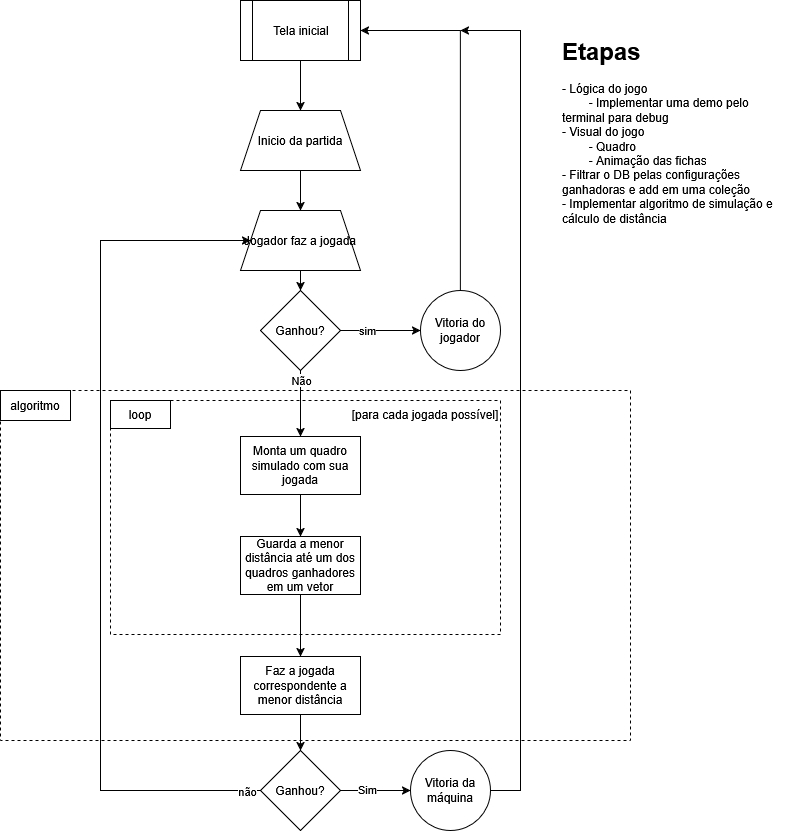 Tela inicial
Etapas
- Lógica do jogo
- Implementar uma demo pelo
terminal para debug
- Visual do jogo
- Quadro
- Animação das fichas
- Filtrar o DB pelas configurações
ganhadoras e add em uma coleção
- Implementar algoritmo de simulação e
cálculo de distância
Inicio da partida
Jogador faz a jogada
Ganhou?
sim
Vitoria do
jogador
Não
algoritmo
loop
[para cada jogada possível]
Monta um quadro
simulado com sua
jogada
Guarda a menor
distância até um dos
quadros ganhadores
em um vetor
Faz a jogada
correspondente a
menor distância
não
Ganhou?
Sim
Vitoria da
máquina